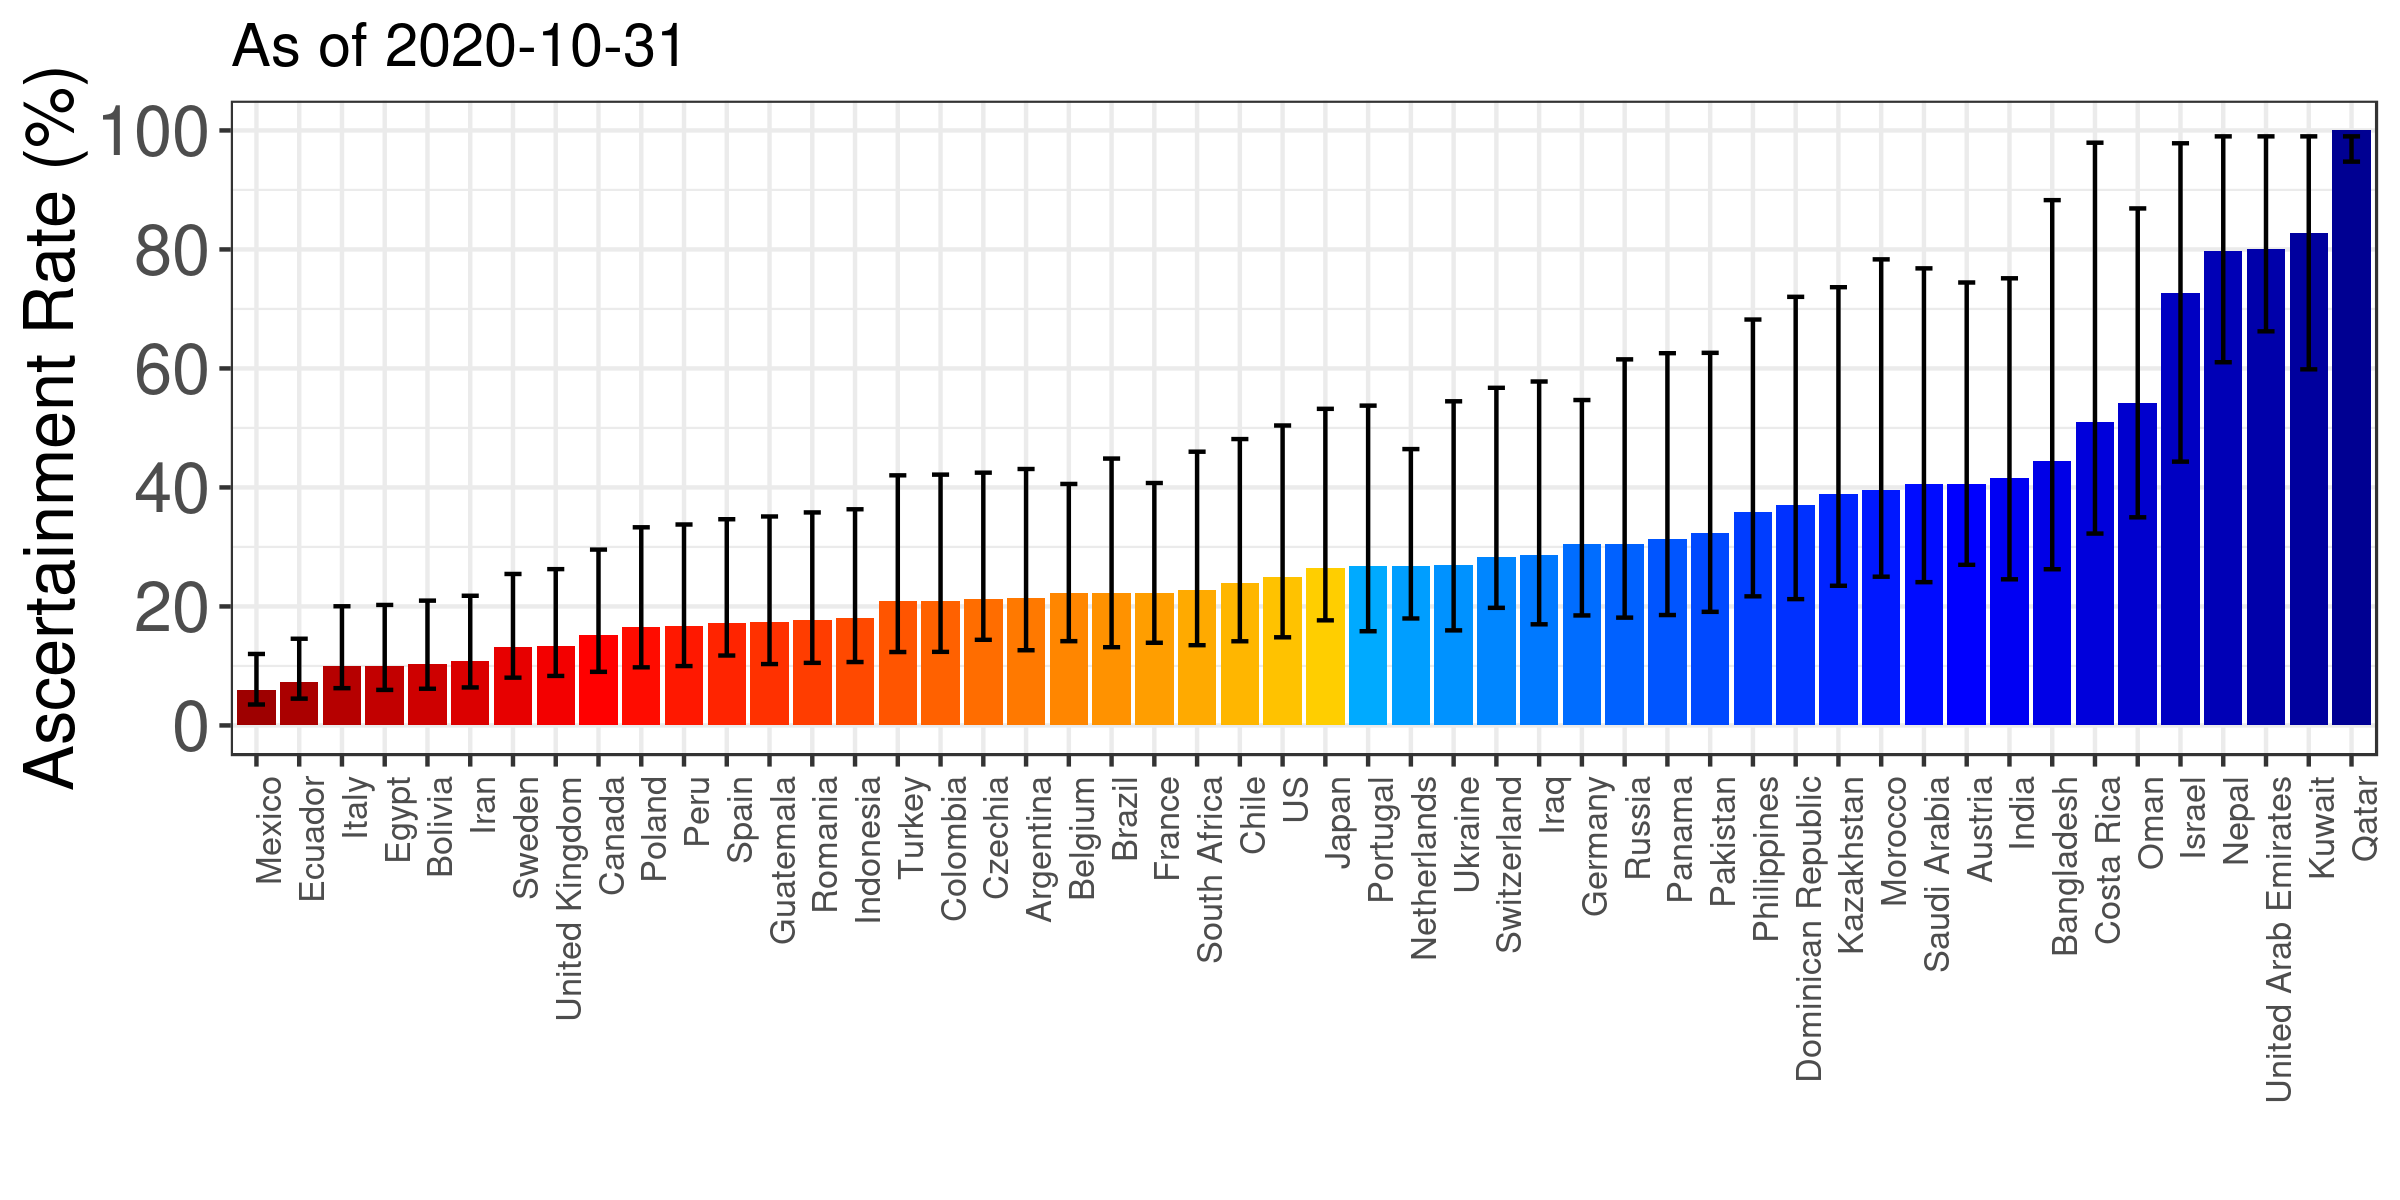 As of 2020-10-31
Ascertainment Rate (%)
100
80
60
40
20
0
Mexico
Ecuador
Italy
Egypt
Bolivia
Iran
Sweden
United Kingdom
Canada
Poland
Peru
Spain
Guatemala
Romania
Indonesia
Turkey
Colombia
Czechia
Argentina
Belgium
Brazil
France
South Africa
Chile
US
Japan
Portugal
Netherlands
Ukraine
Switzerland
Iraq
Germany
Russia
Panama
Pakistan
Philippines
Dominican Republic
Kazakhstan
Morocco
Saudi Arabia
Austria
India
Bangladesh
Costa Rica
Oman
Israel
Nepal
United Arab Emirates
Kuwait
Qatar